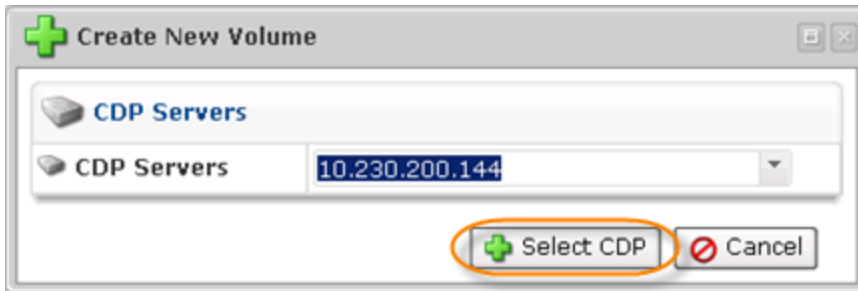 Create New Volume
CDP Servers
CDP Servers 10.230.200.144
Select CDP Cancel